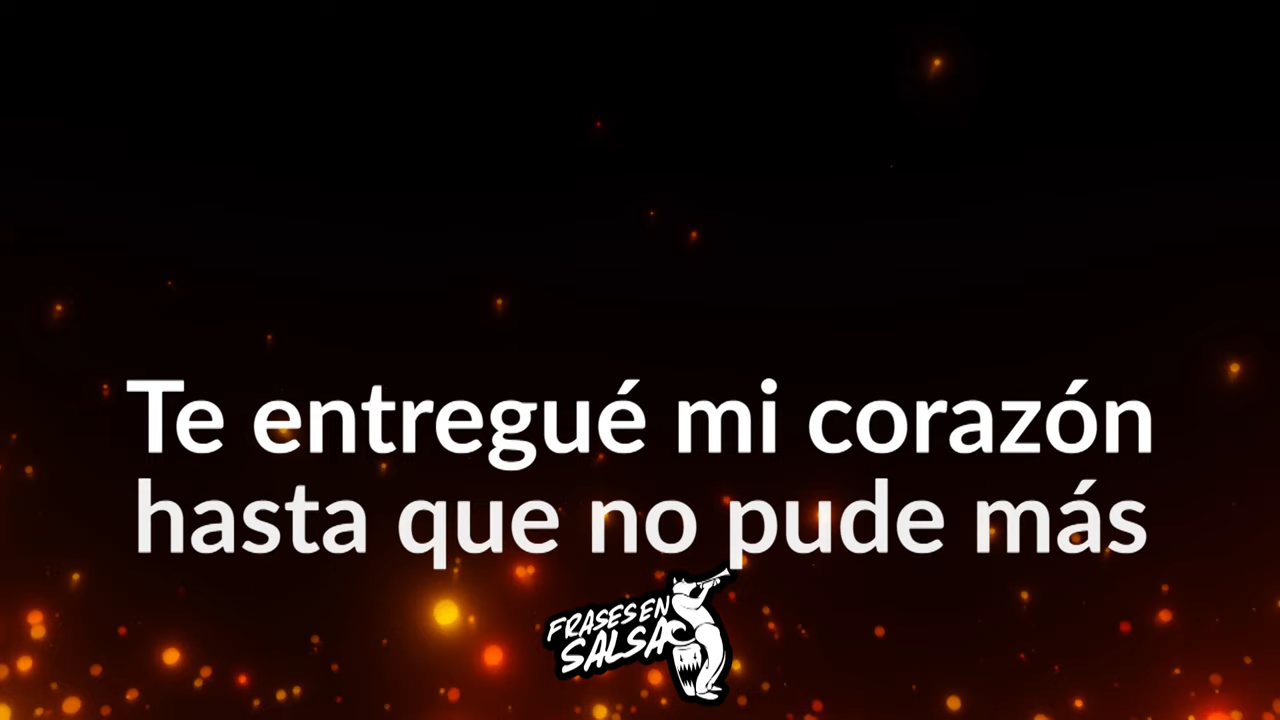 Te entregué mi corazón
hasta que no pude más
FRASES EN
SALSA